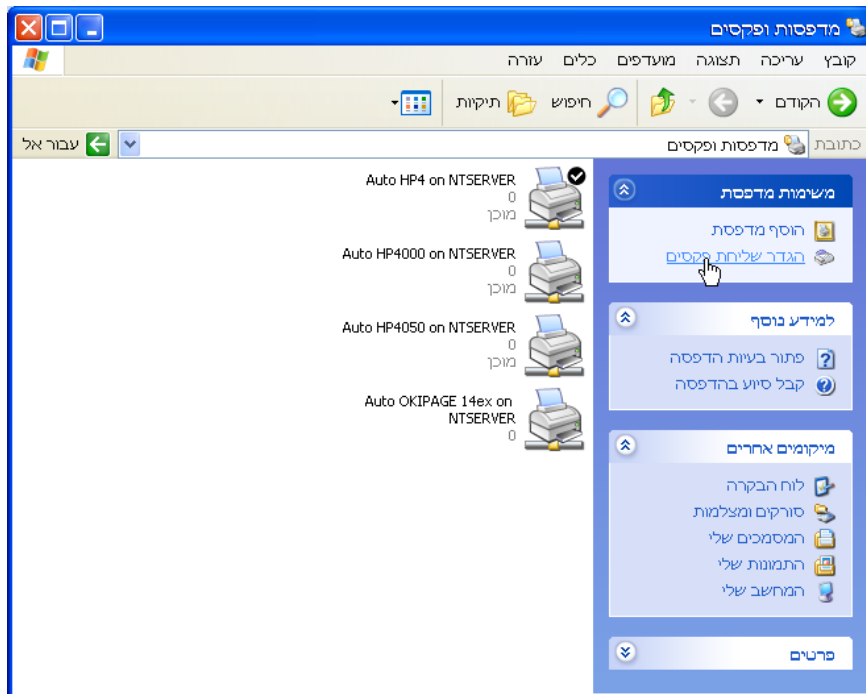 מדפסות ופקסים
קובץ עריכה תצוגה מועדפים כלים עזרה
הקודם חיפוש תיקיות
כתובת מדפסות ופקסים עבור אל
משימות מדפסת
הוסף מדפסת
הגדר שליחת פקסים
למידע נוסף
פתור בעיות הדפסה
קבל סיוע בהדפסה
מיקומים אחרים
לוח הבקרה
סורקים ומצלמות
המסמכים שלי
התמונות שלי
המחשב שלי
פרטים
Auto HP4 on NTSERVER
0
מוכן
Auto HP4000 on NTSERVER
0
מוכן
Auto HP4050 on NTSERVER
0
מוכן
Auto OKIPAGE 14ex on
NTSERVER
0